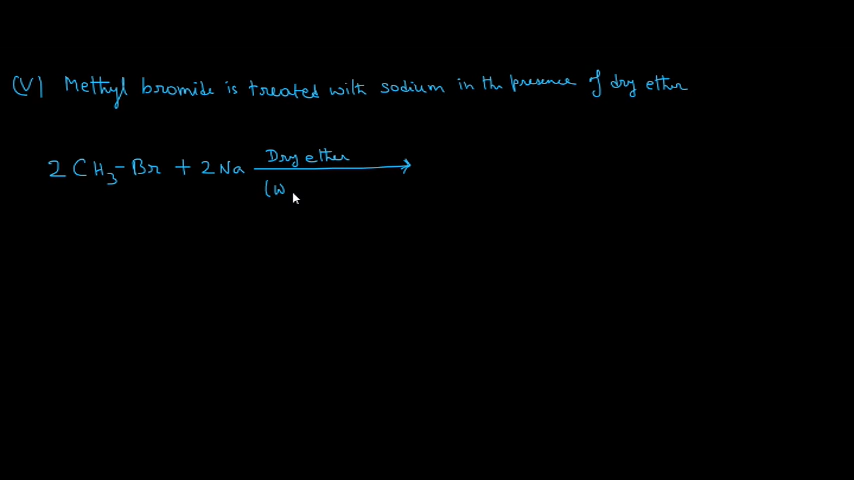 (V) Methyl bromide is treated with sodium in the presence of dry ether
Dry ether
2 CH3-Br + 2 Na
(W